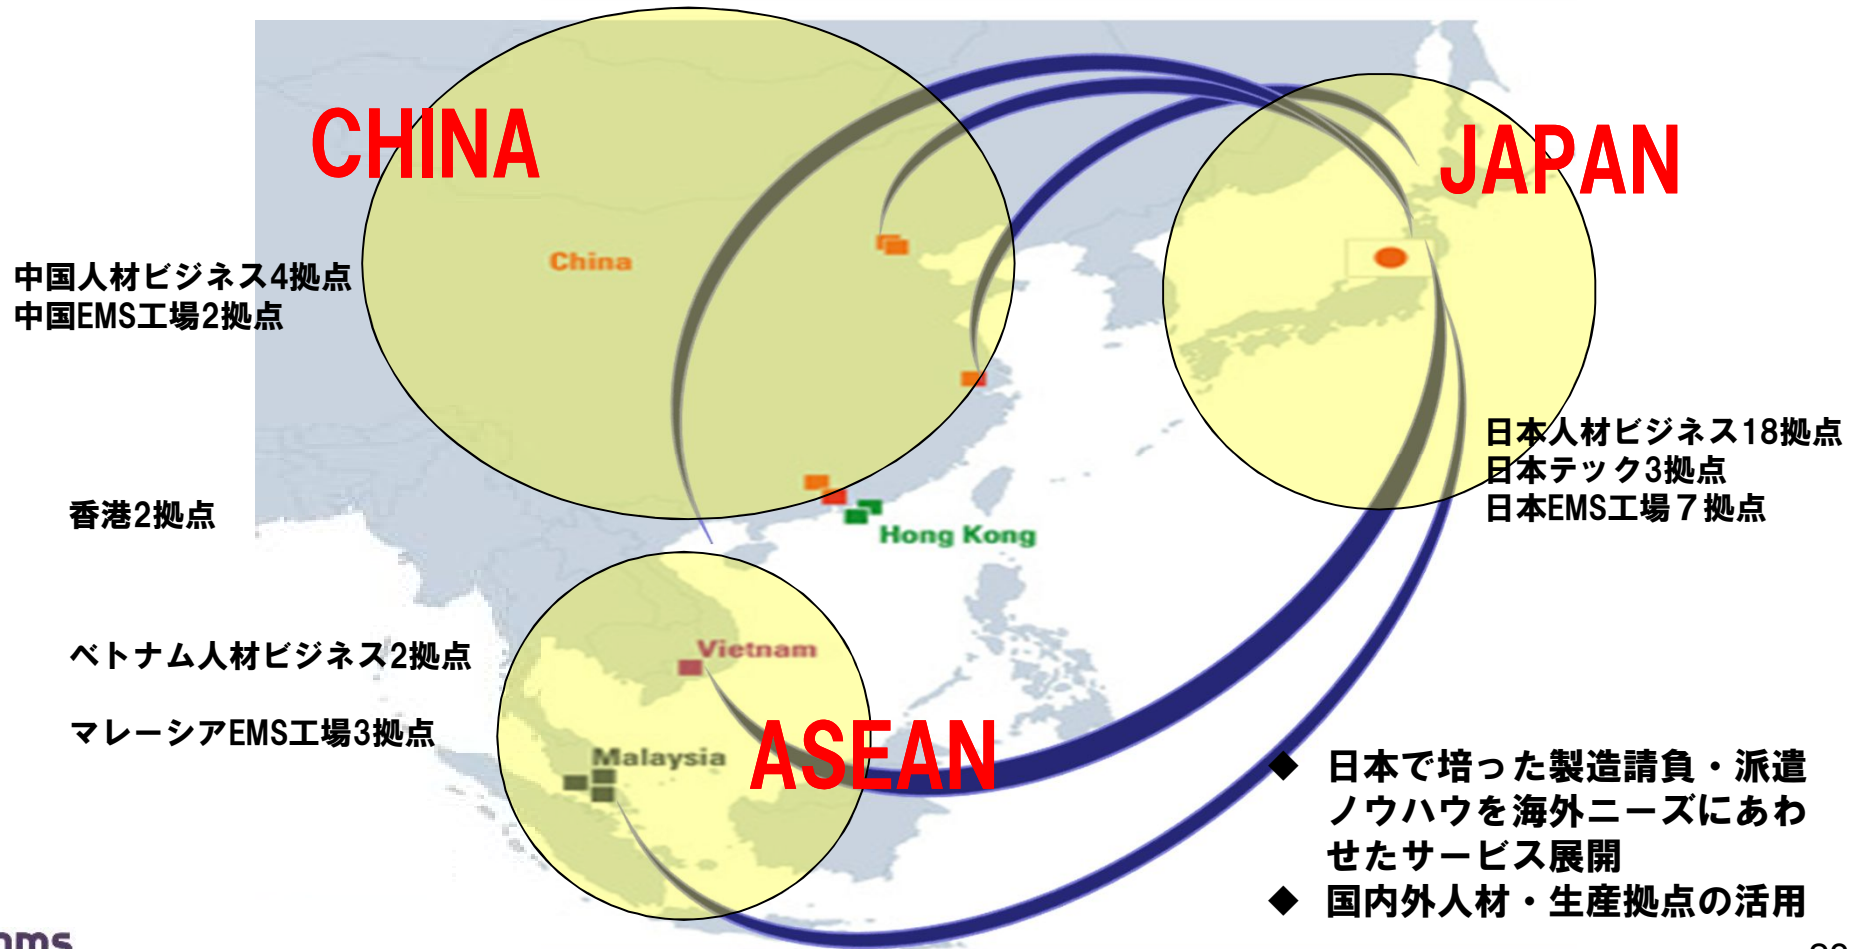 CHINA
JAPAN
China
中国人材ビジネス4拠点
中国EMS工場2拠点
日本人材ビジネス18拠点
日本テック3拠点
日本EMS工場７拠点
香港2拠点
Hong Kong
ベトナム人材ビジネス2拠点
Vietnam
マレーシアEMS工場3拠点
Malaysia
ASEAN
◆ 日本で培った製造請負・派遣
ノウハウを海外ニーズにあわ
せたサービス展開
◆ 国内外人材・生産拠点の活用